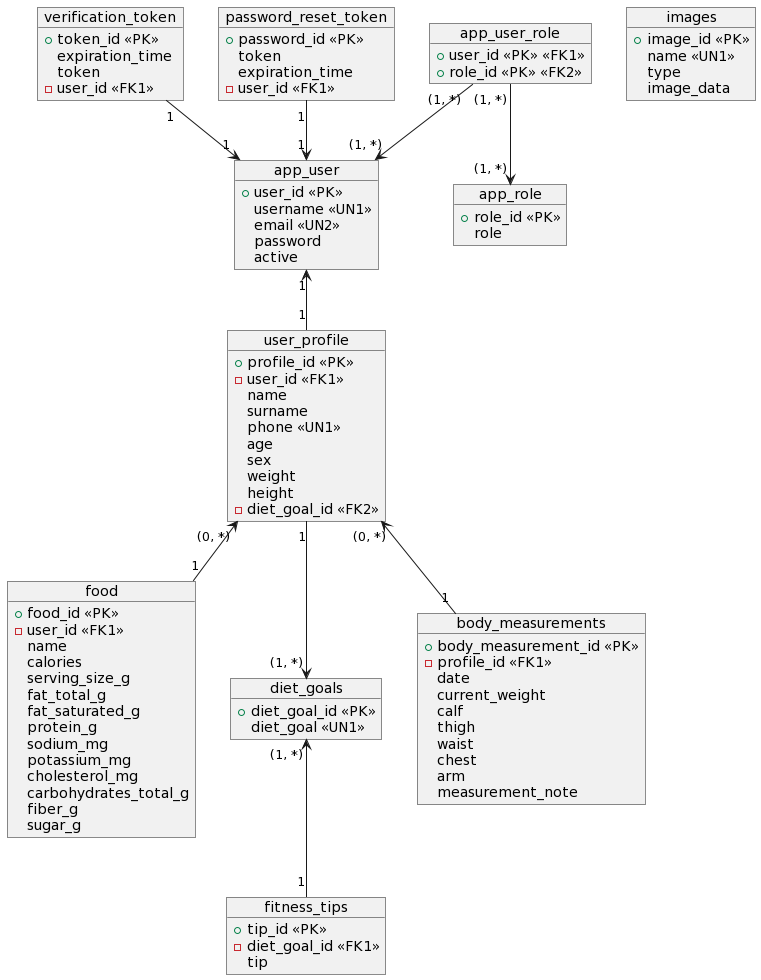 verification_token
token_id «PK»
expiration_time
token
user_id «FK1»
password_reset_token
password_id «PK»
token
expiration_time
user_id «FK1»
app_user_role
user_id «PK» «FK1»
role_id «PK» «FK2»
images
image_id «PK»
name «UN1»
type
image_data
1
1
1
1
(1, *)
(1, *)
(1, *)
(1, *)
app_user
user_id «PK»
username «UN1»
email «UN2»
password
active
app_role
role_id «PK»
role
1
1
user_profile
profile_id «PK»
user_id «FK1»
name
surname
phone «UN1»
age
sex
weight
height
diet_goal_id «FK2»
(0, *)
1
1
(1, *)
(0, *)
1
food
food_id «PK»
user_id «FK1»
name
calories
serving_size_g
fat_total_g
fat_saturated_g
protein_g
sodium_mg
potassium_mg
cholesterol_mg
carbohydrates_total_g
fiber_g
sugar_g
diet_goals
diet_goal_id «PK»
diet_goal «UN1»
body_measurements
body_measurement_id «PK»
profile_id «FK1»
date
current_weight
calf
thigh
waist
chest
arm
measurement_note
(1, *)
1
fitness_tips
tip_id «PK»
diet_goal_id «FK1»
tip